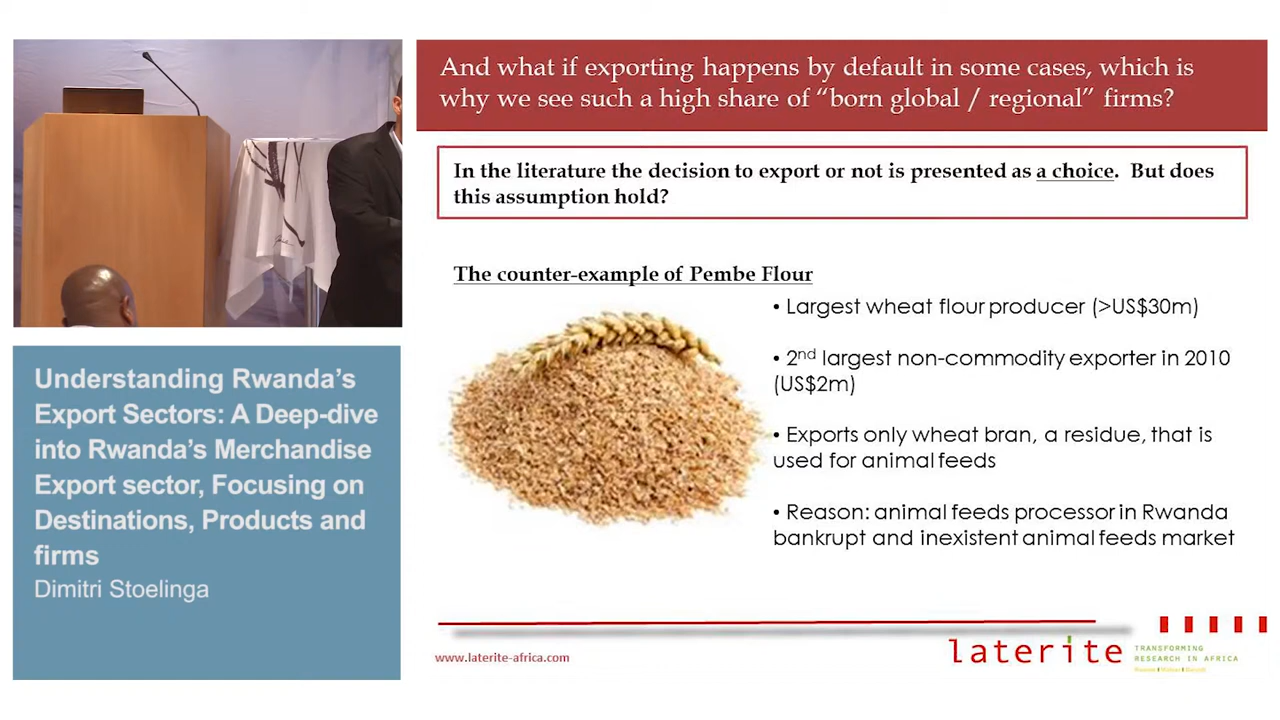 And what if exporting happens by default in some cases, which is
why we see such a high share of “born global / regional” firms?
In the literature the decision to export or not is presented as a choice. But does
this assumption hold?
The counter-example of Pembe Flour
• Largest wheat flour producer (>US$30m)
• 2nd largest non-commodity exporter in 2010
(US$2m)
• Exports only wheat bran, a residue, that is
used for animal feeds
• Reason: animal feeds processor in Rwanda
bankrupt and inexistent animal feeds market
Understanding Rwanda’s
Export Sectors: A Deep-dive
into Rwanda’s Merchandise
Export sector, Focusing on
Destinations, Products and
firms
Dimitri Stoelinga
www.laterite-africa.com
laterite
TRANSFORMING
RESEARCH IN AFRICA